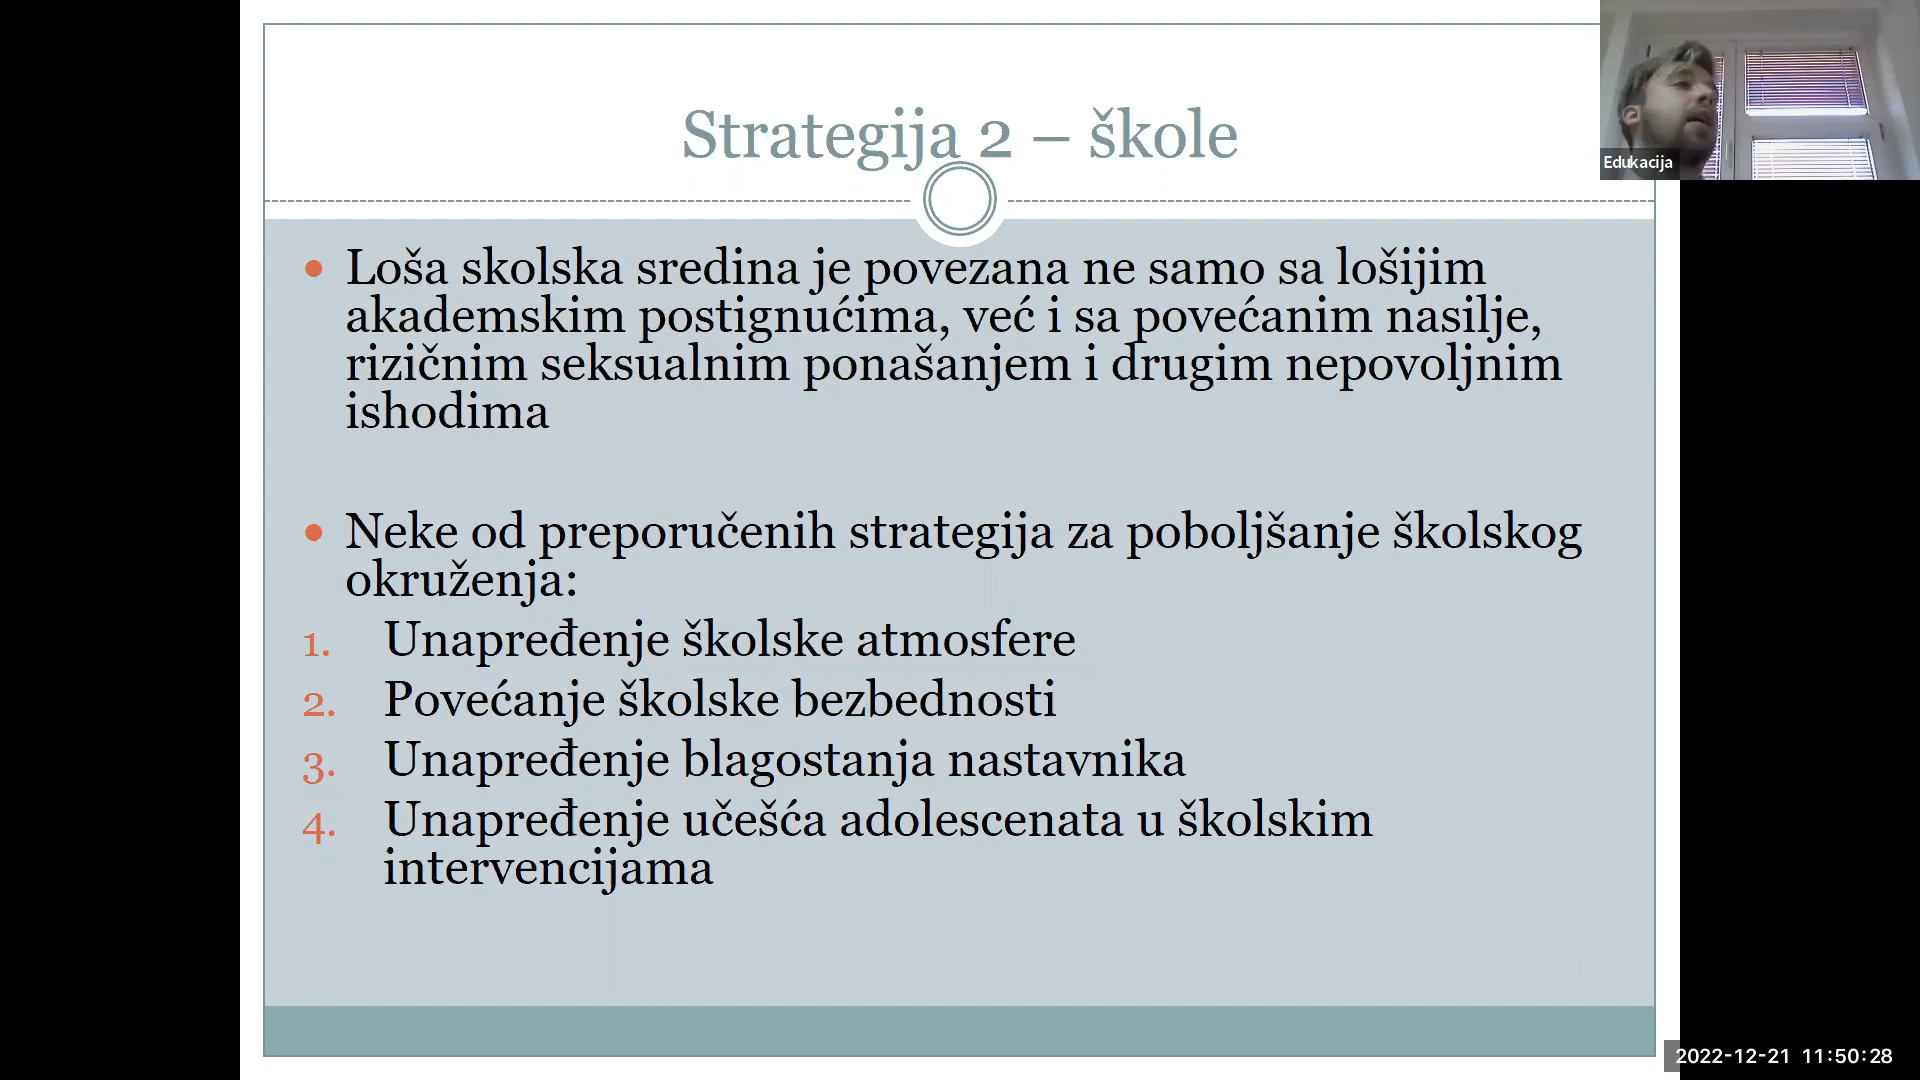 Strategija 2 – škole
Edukacija
• Loša skolska sredina je povezana ne samo sa lošijim
akademskim postignućima, već i sa povećanim nasilje,
rizičnim seksualnim ponašanjem i drugim nepovoljnim
ishodima
• Neke od preporučenih strategija za poboljšanje školskog
okruženja:
1. Unapređenje školske atmosfere
2. Povećanje školske bezbednosti
3. Unapređenje blagostanja nastavnika
4. Unapređenje učešća adolescenata u školskim
intervencijama
2022-12-21 11:50:28